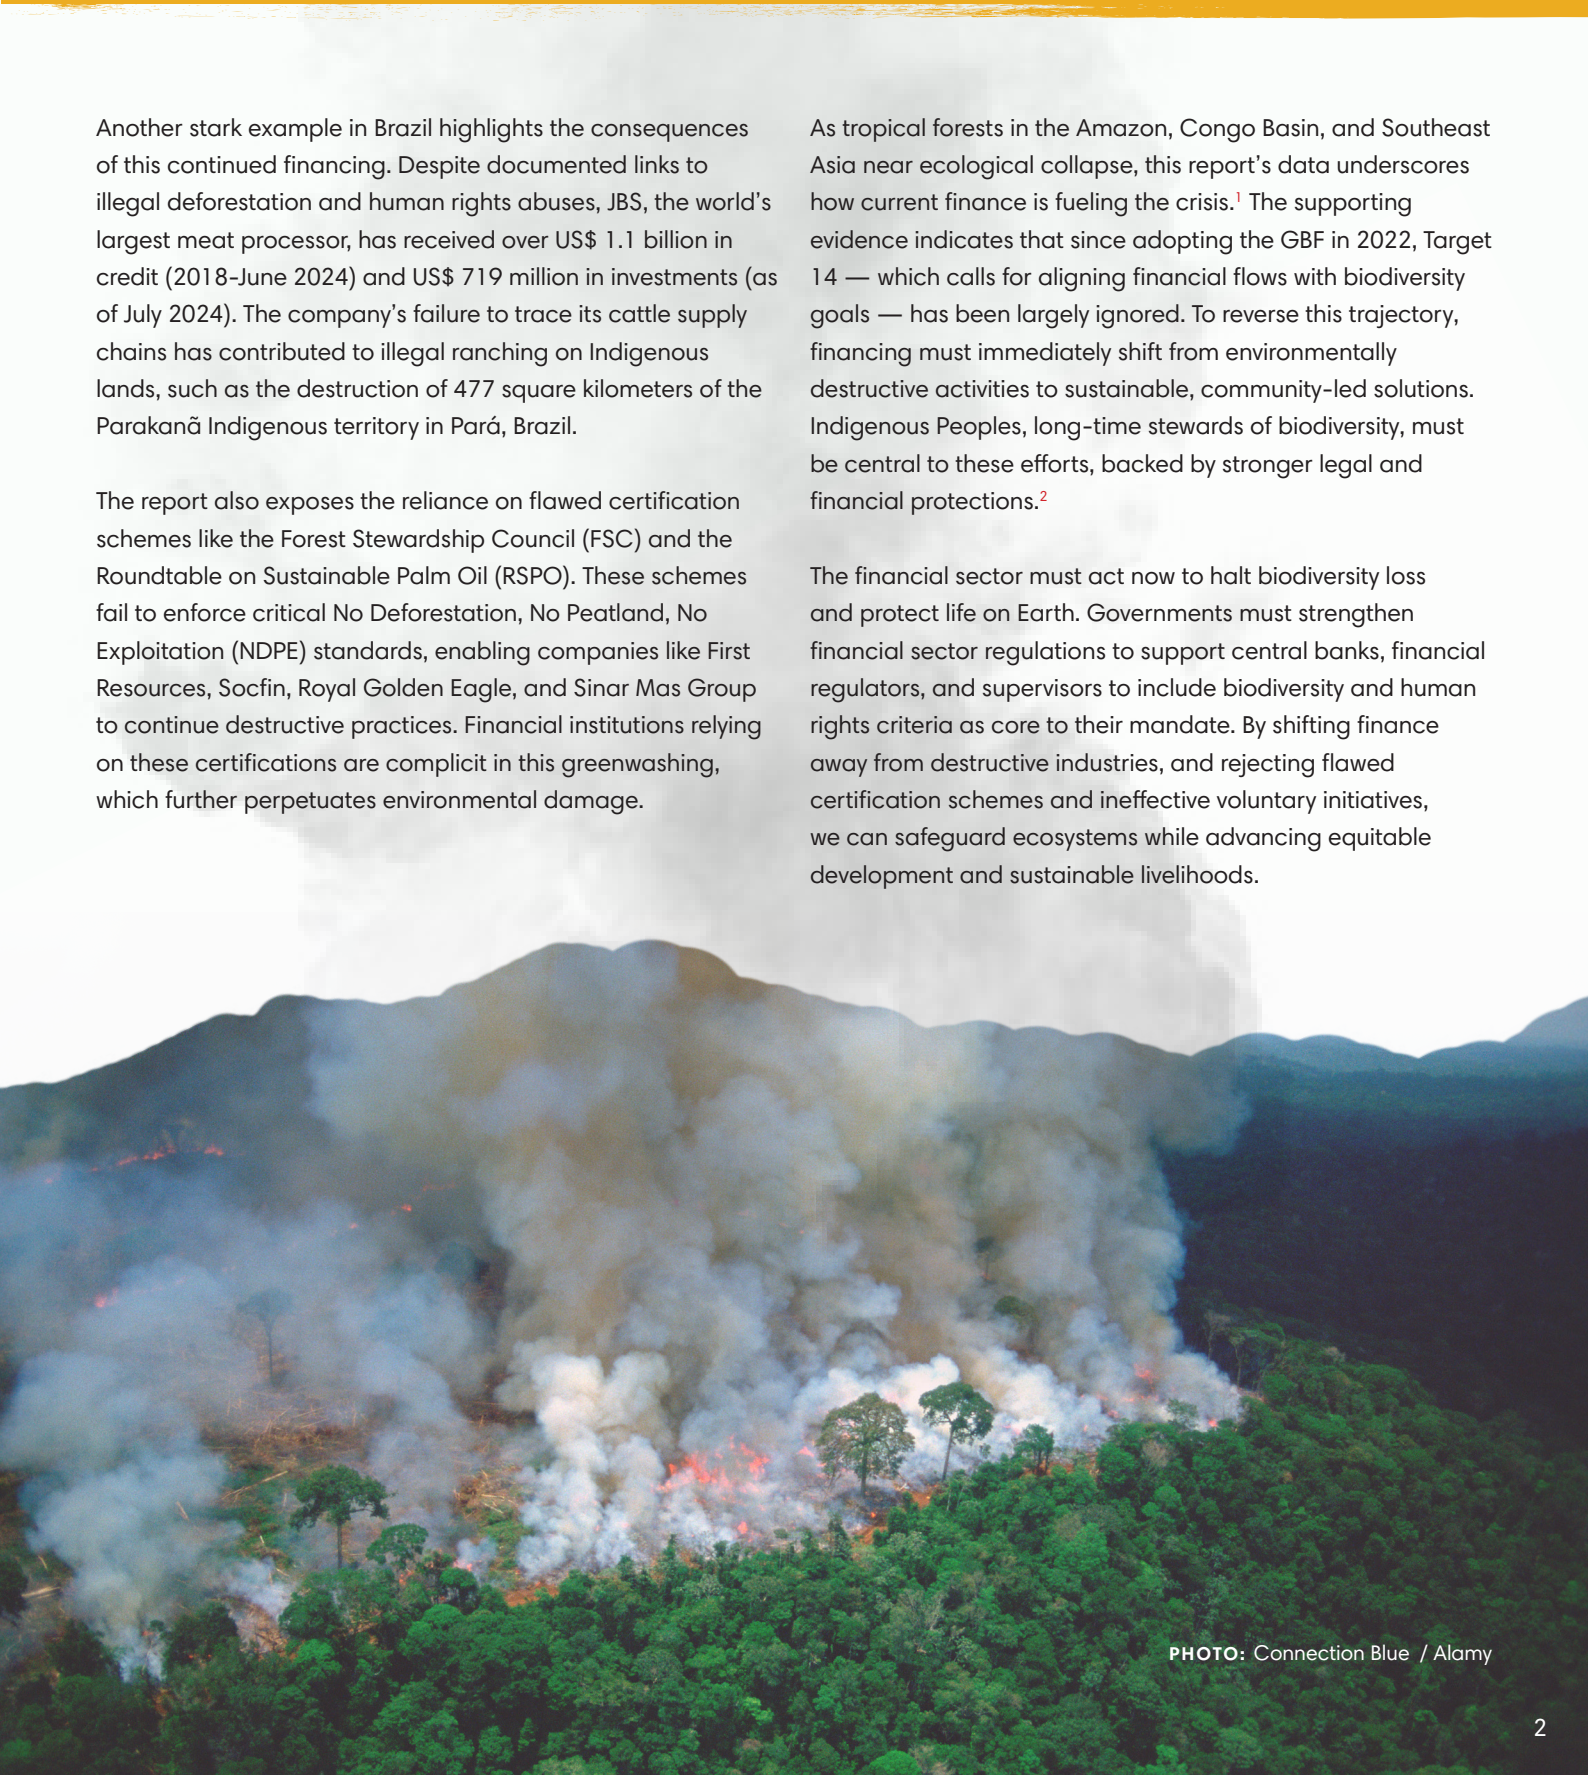 Another stark example in Brazil highlights the consequences
of this continued financing. Despite documented links to
illegal deforestation and human rights abuses, JBS, the world's
largest meat processor, has received over US$ 1.1 billion in
credit (2018-June 2024) and US$ 719 million in investments (as
of July 2024). The company's failure to trace its cattle supply
chains has contributed to illegal ranching on Indigenous
lands, such as the destruction of 477 square kilometers of the
Parakanã Indigenous territory in Pará, Brazil.
The report also exposes the reliance on flawed certification
schemes like the Forest Stewardship Council (FSC) and the
Roundtable on Sustainable Palm Oil (RSPO). These schemes
fail to enforce critical No Deforestation, No Peatland, No
Exploitation (NDPE) standards, enabling companies like First
Resources, Socfin, Royal Golden Eagle, and Sinar Mas Group
to continue destructive practices. Financial institutions relying
on these certifications are complicit in this greenwashing,
which further perpetuates environmental damage.
As tropical forests in the Amazon, Congo Basin, and Southeast
Asia near ecological collapse, this report's data underscores
how current finance is fueling the crisis.1 The supporting
evidence indicates that since adopting the GBF in 2022, Target
14 — which calls for aligning financial flows with biodiversity
goals — has been largely ignored. To reverse this trajectory,
financing must immediately shift from environmentally
destructive activities to sustainable, community-led solutions.
Indigenous Peoples, long-time stewards of biodiversity, must
be central to these efforts, backed by stronger legal and
financial protections.2
The financial sector must act now to halt biodiversity loss
and protect life on Earth. Governments must strengthen
financial sector regulations to support central banks, financial
regulators, and supervisors to include biodiversity and human
rights criteria as core to their mandate. By shifting finance
away from destructive industries, and rejecting flawed
certification schemes and ineffective voluntary initiatives,
we can safeguard ecosystems while advancing equitable
development and sustainable livelihoods.
PHOTO: Connection Blue / Alamy
2